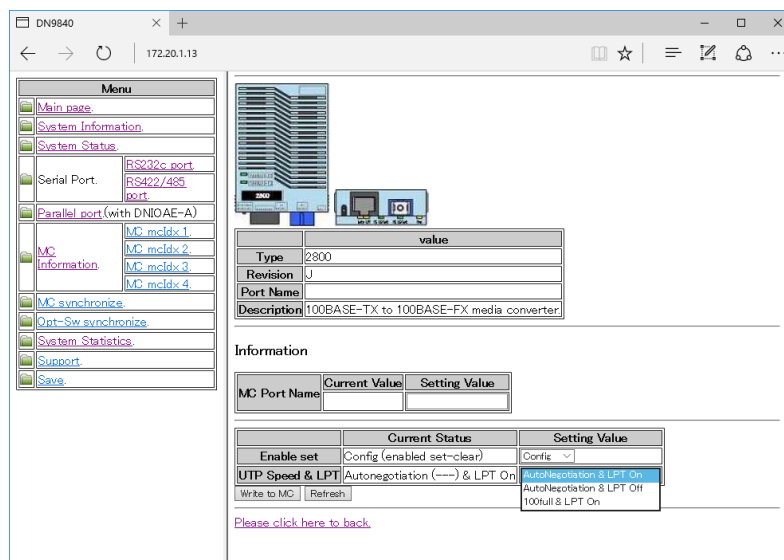 DN9840
172.20.1.13
Menu
Main page.
System Information.
System Status.
Serial Port.
RS232c port.
RS422/485
port.
Parallel port.(with DNIOAE-A)
MC
Information.
MC mcIdx 1.
MC mcIdx 2.
MC mcIdx 3.
MC mcIdx 4.
MC synchronize.
Opt-Sw synchronize.
System Statistics.
Support.
Save.
2800
value
Type 2800
Revision J
Port Name
Description 100BASE-TX to 100BASE-FX media converter.
Information
MC Port Name Current Value Setting Value
Current Status Setting Value
Enable set Config (enabled set-clear) Config
UTP Speed & LPT Autonegotiation (---) & LPT On AutoNegotiation & LPT On
AutoNegotiation & LPT Off
100full & LPT On
Write to MC Refresh
Please click here to back.